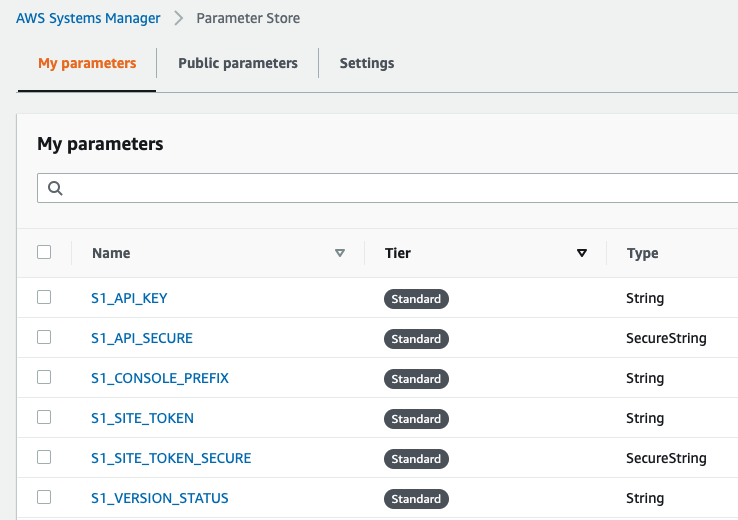 AWS Systems Manager > Parameter Store
My parameters Public parameters Settings
My parameters
Name Tier Type
S1_API_KEY Standard String
S1_API_SECURE Standard SecureString
S1_CONSOLE_PREFIX Standard String
S1_SITE_TOKEN Standard String
S1_SITE_TOKEN_SECURE Standard SecureString
S1_VERSION_STATUS Standard String